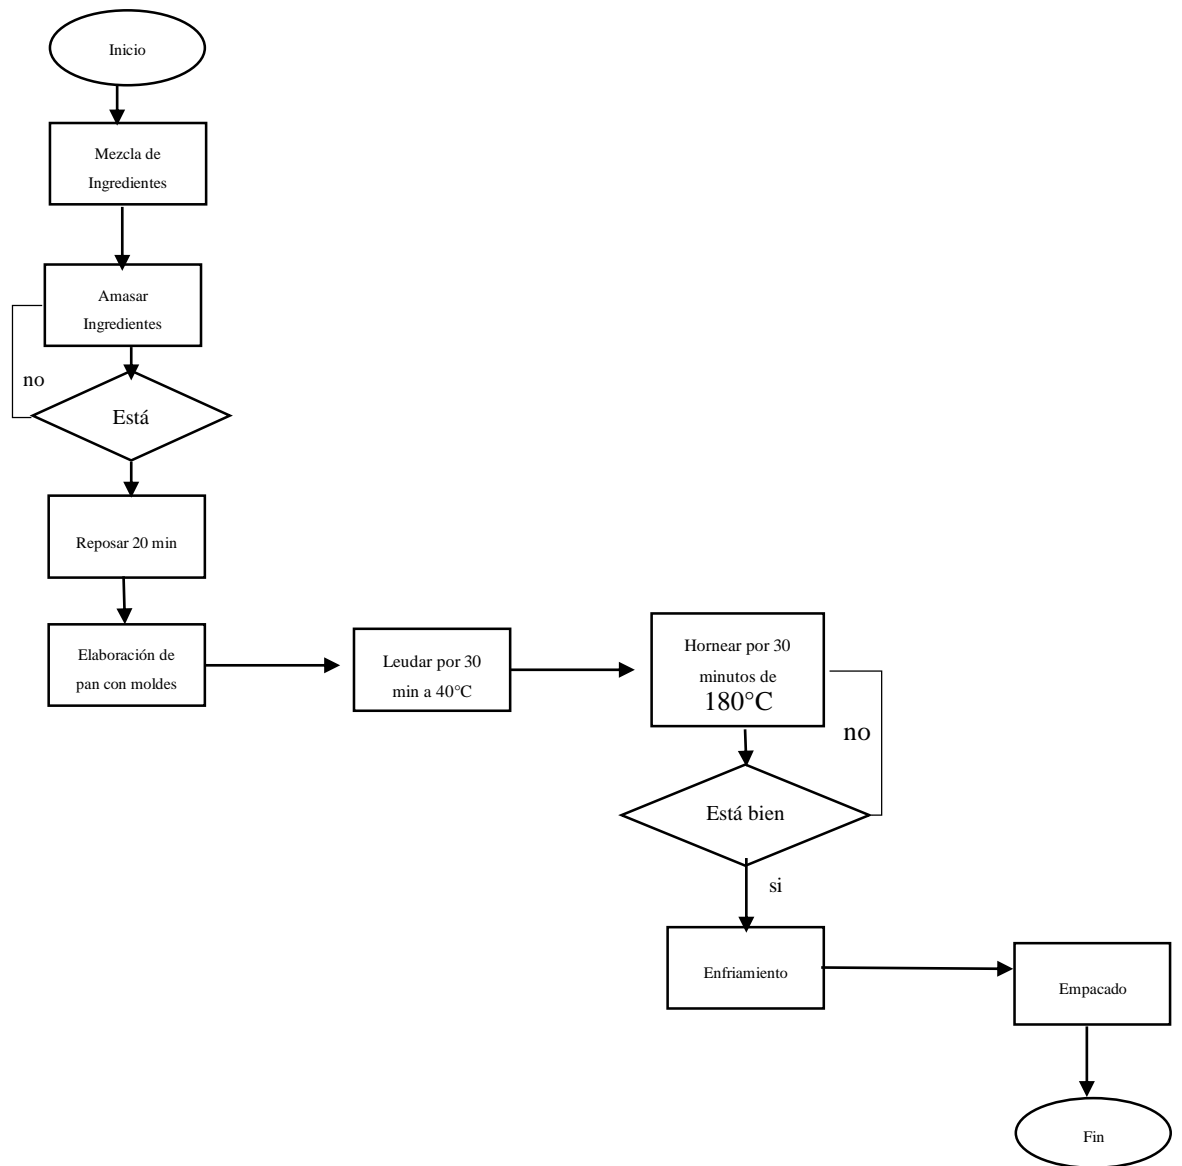 Inicio
Mezcla de
Ingredientes
Amasar
Ingredientes
no
Está
Reposar 20 min
Elaboración de
pan con moldes
Leudar por 30
min a 40°C
Hornear por 30
minutos de
180°C
no
Está bien
si
Enfriamiento
Empacado
Fin